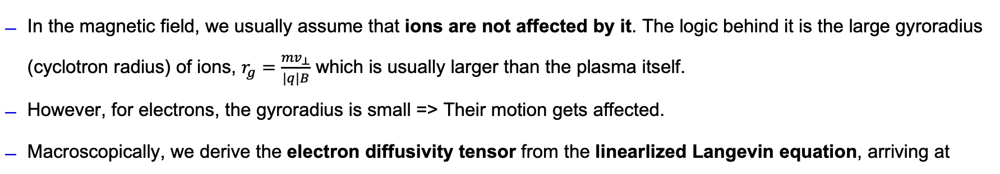 – In the magnetic field, we usually assume that ions are not affected by it. The logic behind it is the large gyroradius
(cyclotron radius) of ions, r_g = mv⊥/|q|B which is usually larger than the plasma itself.
– However, for electrons, the gyroradius is small => Their motion gets affected.
– Macroscopically, we derive the electron diffusivity tensor from the linearlized Langevin equation, arriving at